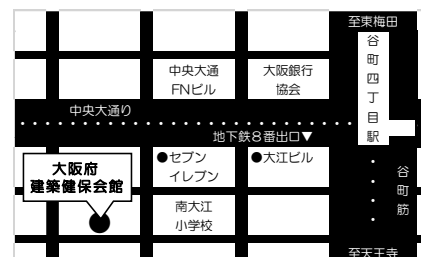 至東梅田
谷町四丁目駅
中央大通
FNビル
大阪銀行
協会
中央大通り
地下鉄8番出口▼
●セブン
イレブン
●大江ビル
大阪府
建築健保会館
谷町筋
南大江
小学校
至天王寺